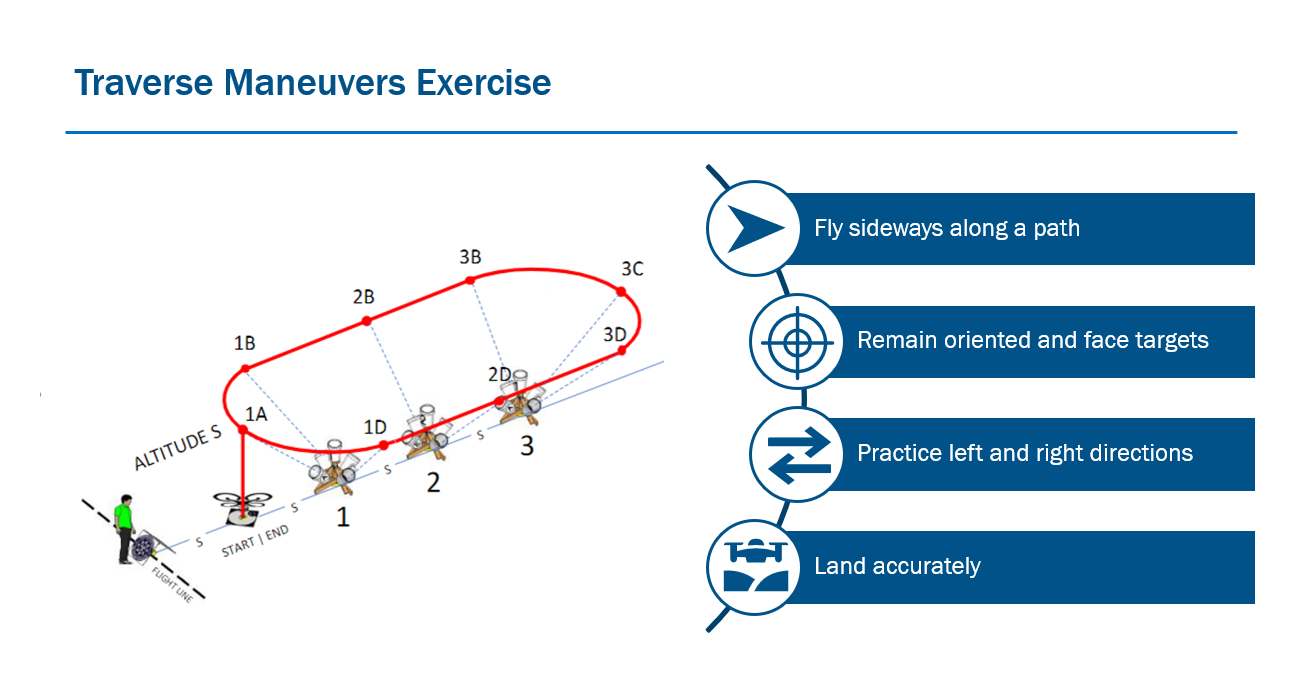 Traverse Maneuvers Exercise
3B
3C
2B
1B
3D
2D
1A
1D
ALTITUDE S
S
3
S
2
S
1
S
START | END
FLIGHT LINE
Fly sideways along a path
Remain oriented and face targets
Practice left and right directions
Land accurately